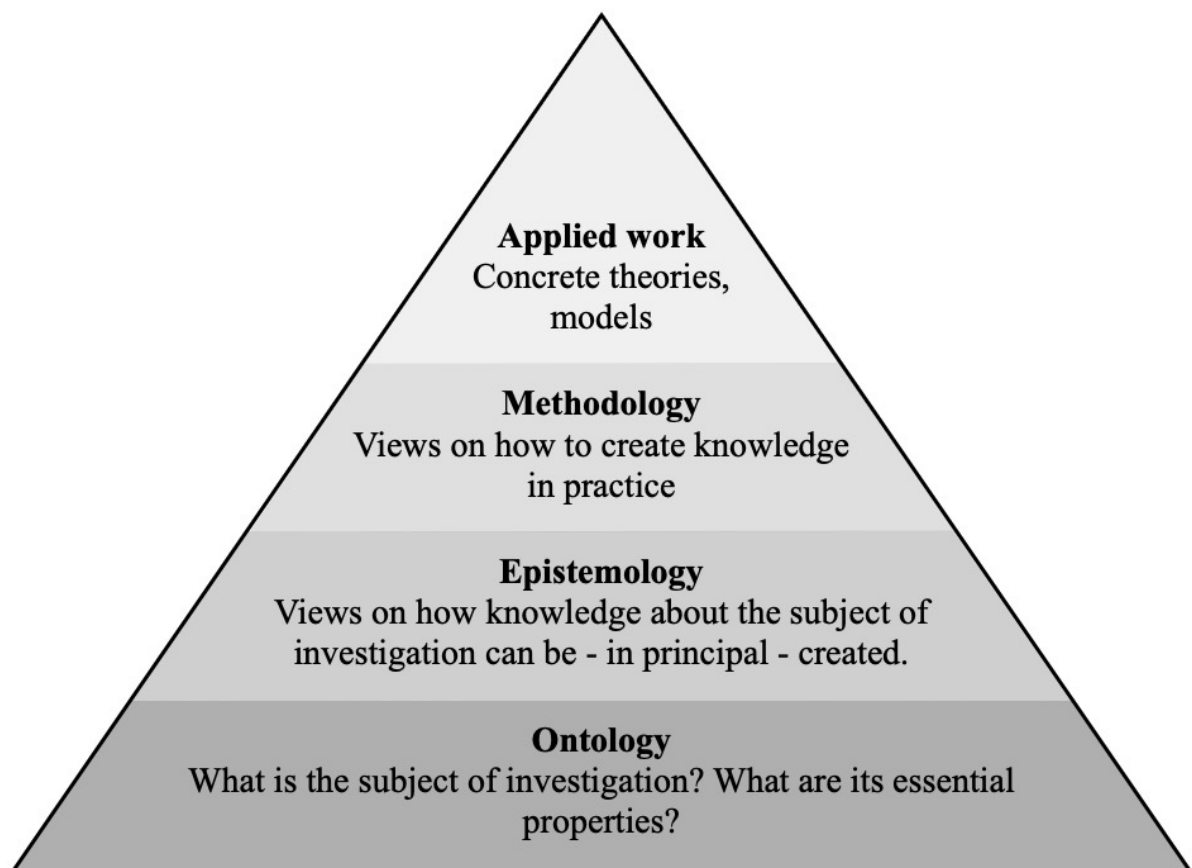 Applied work
Concrete theories,
models
Methodology
Views on how to create knowledge
in practice
Epistemology
Views on how knowledge about the subject of
investigation can be - in principal - created.
Ontology
What is the subject of investigation? What are its essential
properties?